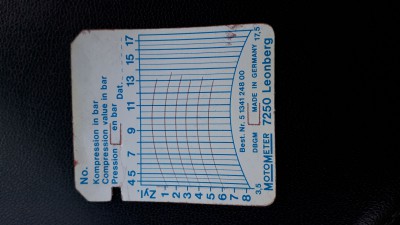 No.
Kompression in bar
Compression value in bar
Pression en bar Dat.
4 5 7 9 11 13 15 17
Zyl.
1
2
3
4
5
6
7
8
3,5 17,5
Best. Nr. 5 1341 248 00
DBGM MADE IN GERMANY
MOTOMETER 7250 Leonberg